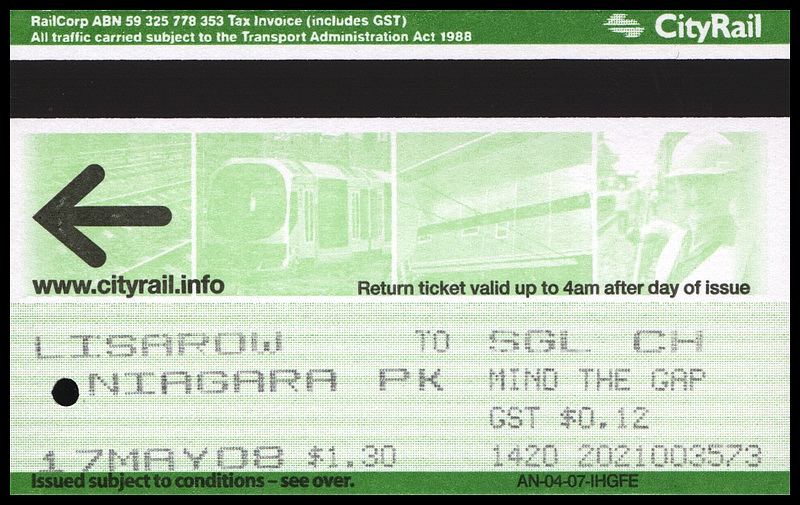 RailCorp ABN 59 325 778 353 Tax Invoice (includes GST)
All traffic carried subject to the Transport Administration Act 1988
CityRail
www.cityrail.info
Return ticket valid up to 4am after day of issue
LISAROW TO SGL CH
NIAGARA PK MIND THE GAP
GST $0.12
17MAY08 $1.30 1420 2021003573
Issued subject to conditions – see over.
AN-04-07-IHGFE